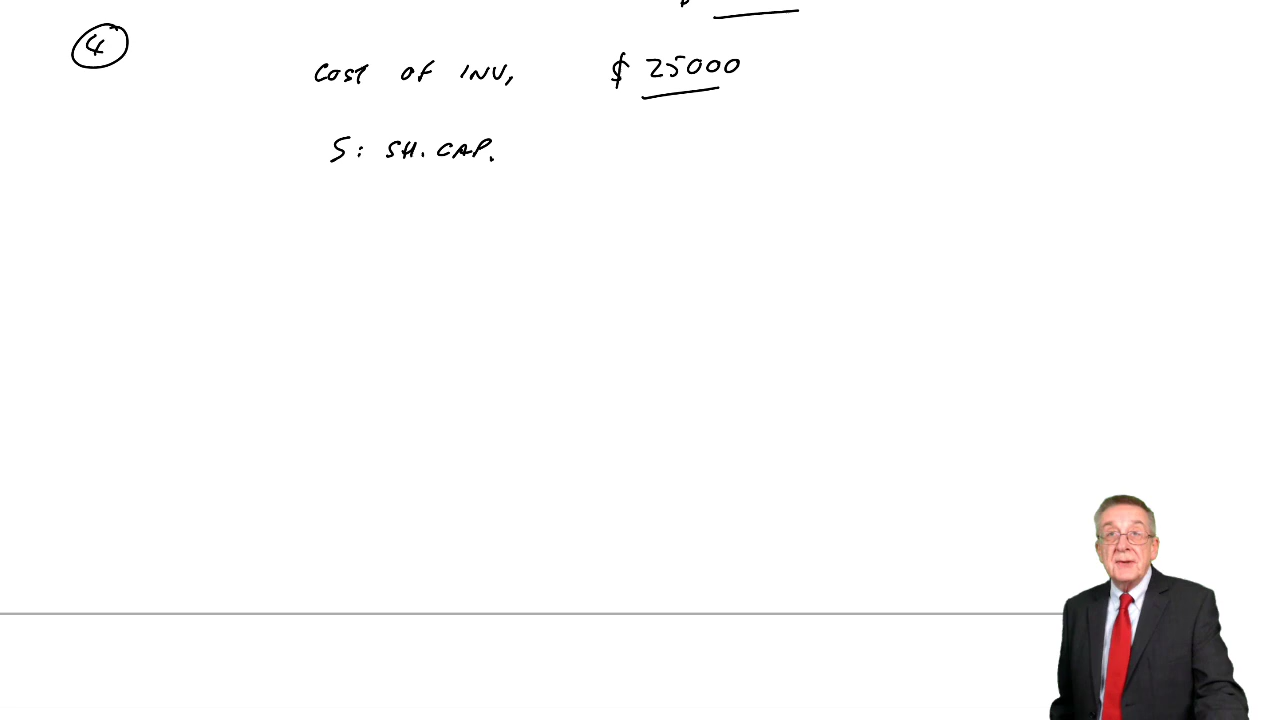 4
COST OF INV, $ 25000
S: SH. CAP.